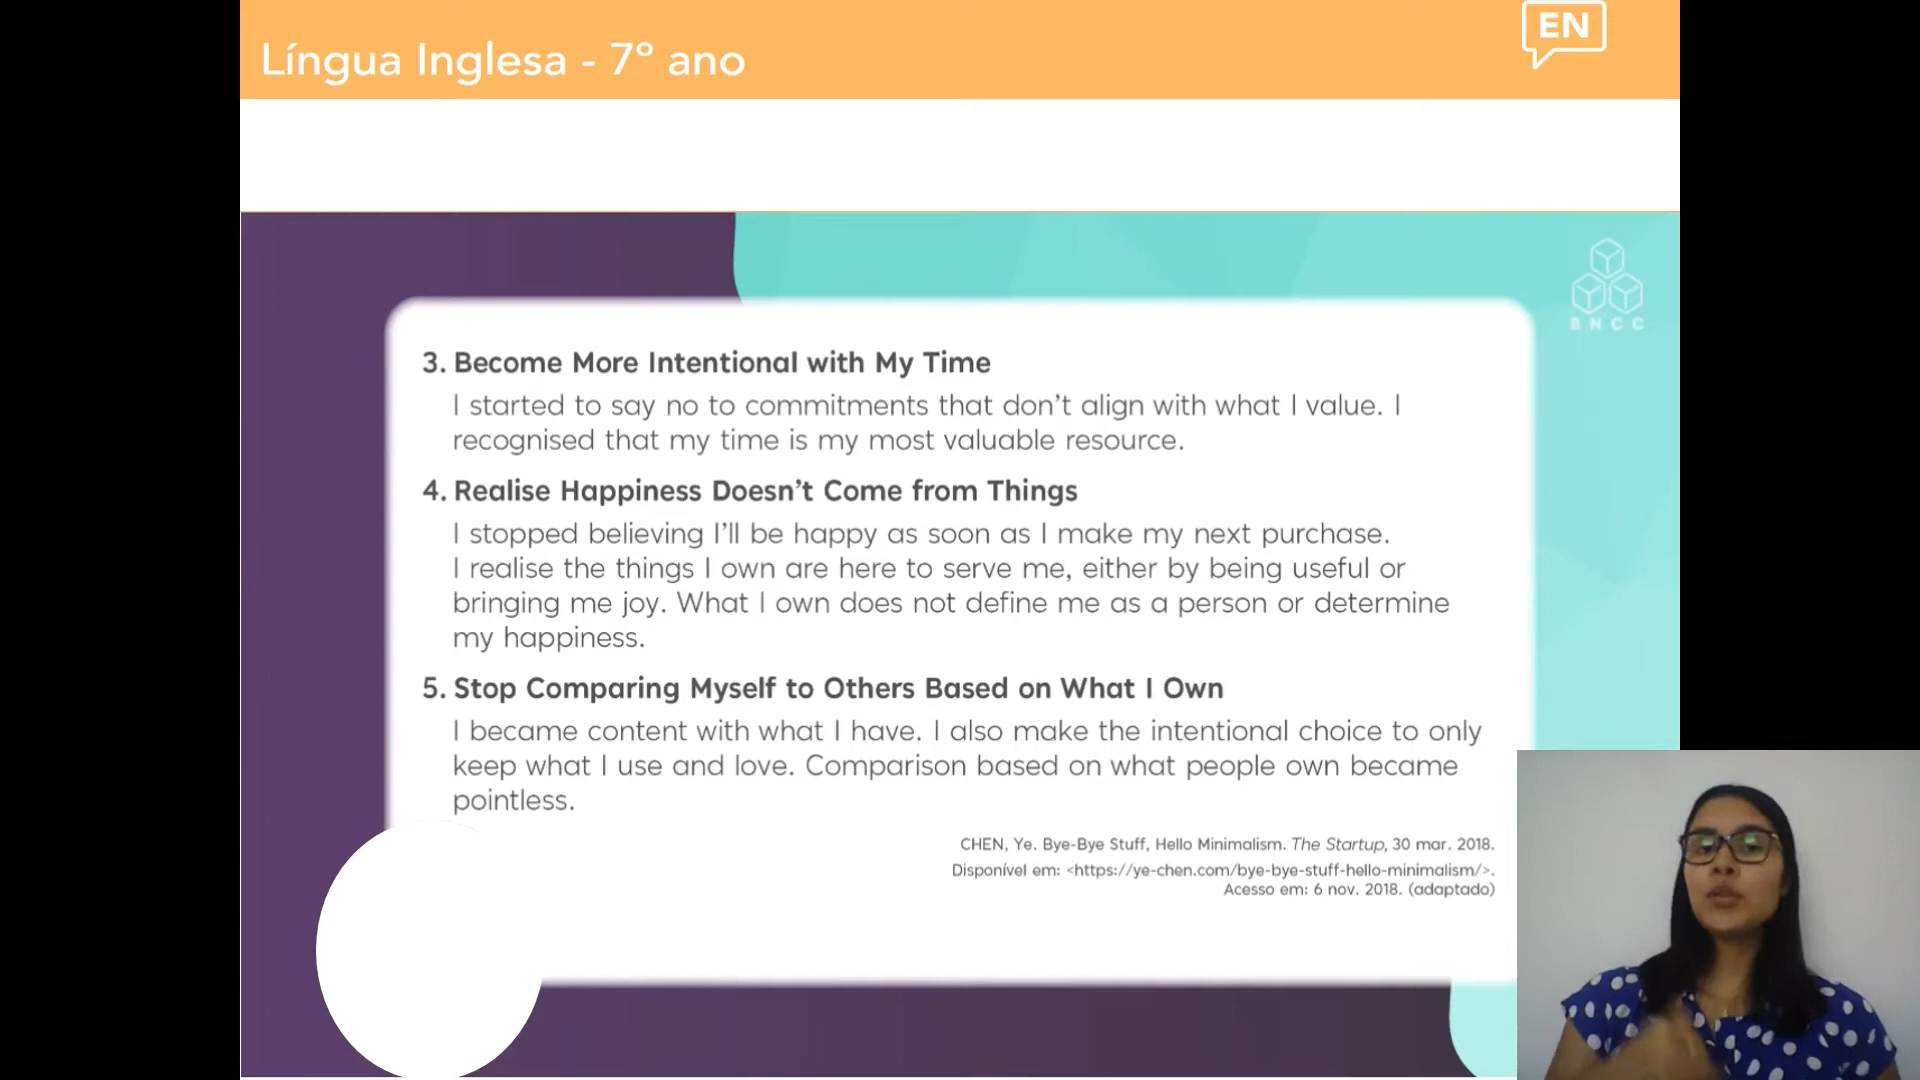 Língua Inglesa - 7º ano
EN
BNCC
3. Become More Intentional with My Time
I started to say no to commitments that don't align with what I value. I
recognised that my time is my most valuable resource.
4. Realise Happiness Doesn't Come from Things
I stopped believing I'll be happy as soon as I make my next purchase.
I realise the things I own are here to serve me, either by being useful or
bringing me joy. What I own does not define me as a person or determine
my happiness.
5. Stop Comparing Myself to Others Based on What I Own
I became content with what I have. I also make the intentional choice to only
keep what I use and love. Comparison based on what people own became
pointless.
CHEN, Ye. Bye-Bye Stuff, Hello Minimalism. The Startup, 30 mar. 2018.
Disponível em: <https://ye-chen.com/bye-bye-stuff-hello-minimalism/>.
Acesso em: 6 nov. 2018. (adaptado)